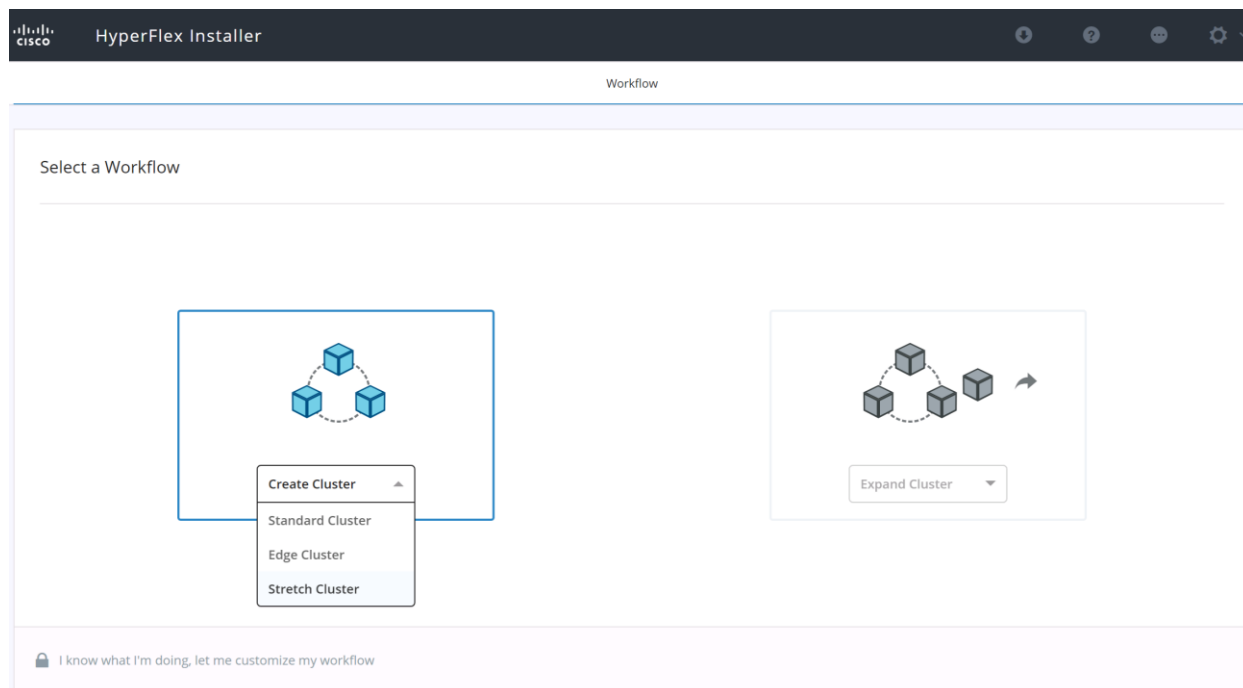 cisco HyperFlex Installer
Workflow
Select a Workflow
Create Cluster
Standard Cluster
Edge Cluster
Stretch Cluster
Expand Cluster
I know what I'm doing, let me customize my workflow